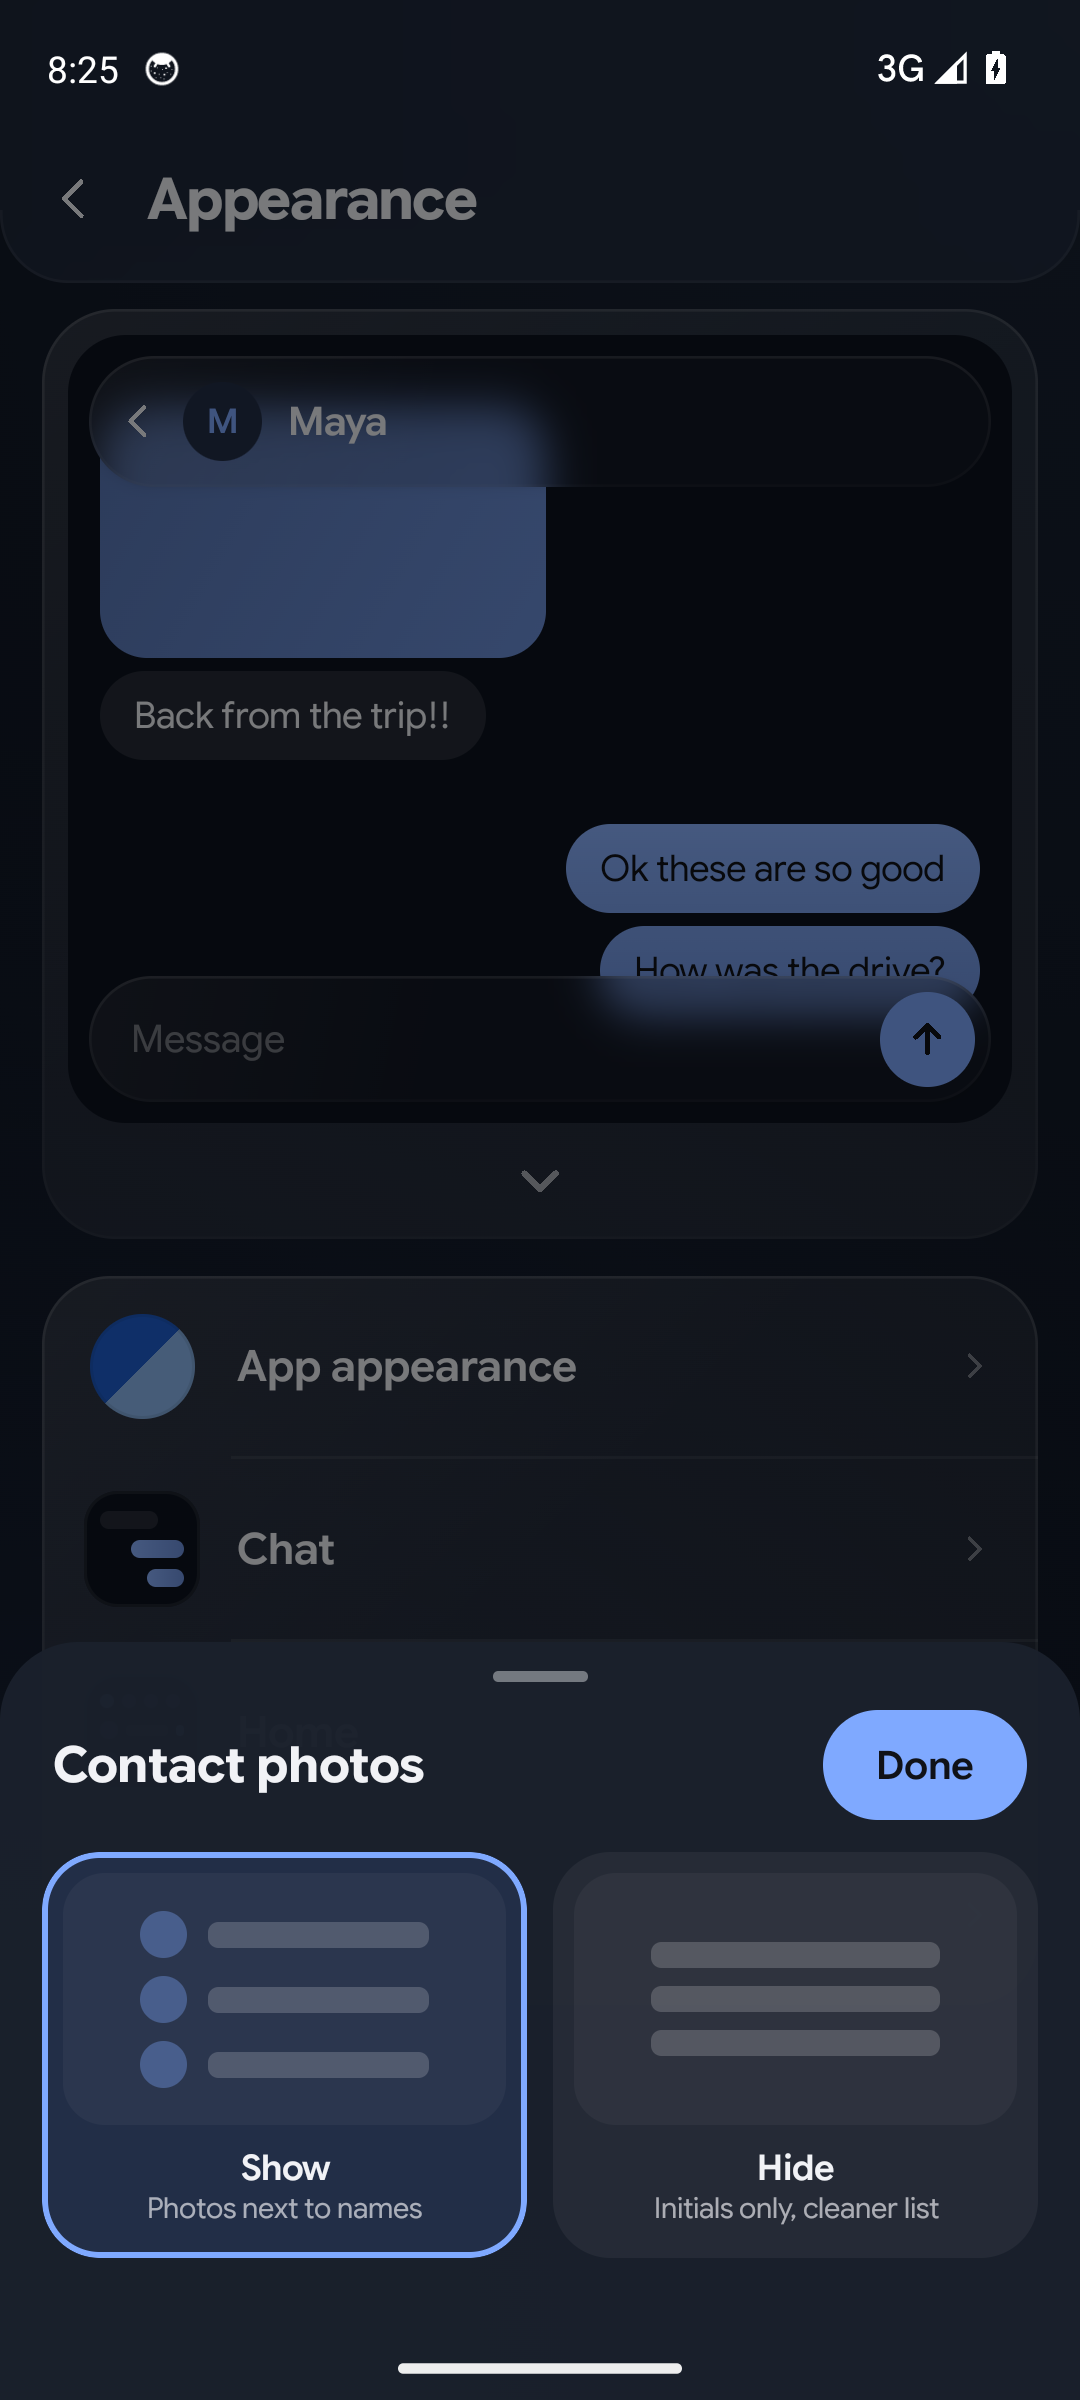 8:25
3G
Appearance
M
Maya
Back from the trip!!
Ok these are so good
How was the drive?
Message
App appearance
Chat
Home
Contact photos
Done
Show
Photos next to names
Hide
Initials only, cleaner list